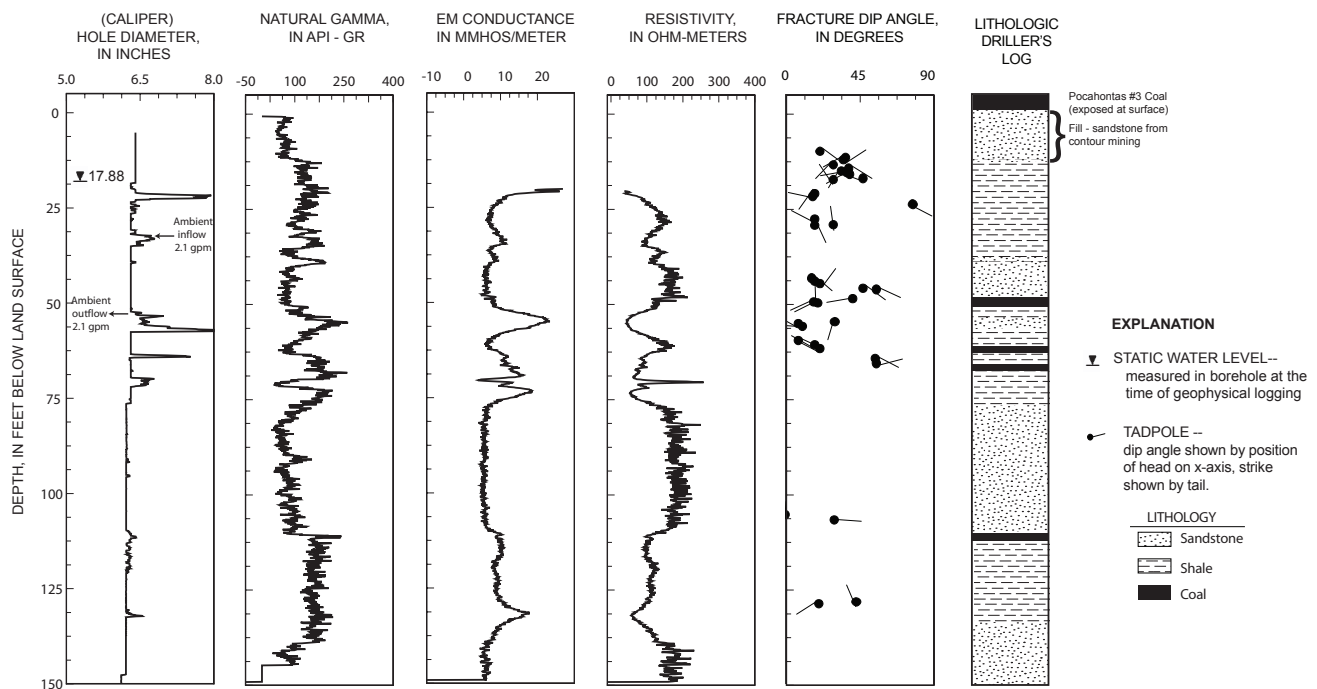 (CALIPER)
HOLE DIAMETER,
IN INCHES
5.0 6.5 8.0
NATURAL GAMMA,
IN API - GR
-50 100 250 400
EM CONDUCTANCE
IN MMHOS/METER
-10 0 10 20
RESISTIVITY,
IN OHM-METERS
0 100 200 300 400
FRACTURE DIP ANGLE,
IN DEGREES
0 45 90
LITHOLOGIC
DRILLER'S
LOG
DEPTH, IN FEET BELOW LAND SURFACE
0
25
50
75
100
125
150
17.88
Ambient
inflow
2.1 gpm
Ambient
outflow
2.1 gpm
Pocahontas #3 Coal
(exposed at surface)
Fill - sandstone from
contour mining
EXPLANATION
STATIC WATER LEVEL--
measured in borehole at the
time of geophysical logging
TADPOLE --
dip angle shown by position
of head on x-axis, strike
shown by tail.
LITHOLOGY
Sandstone
Shale
Coal